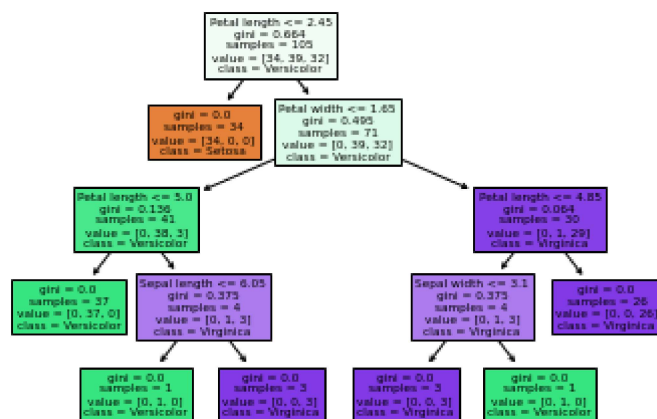 Petal length <= 2.45
gini = 0.664
samples = 105
value = [34, 39, 32]
class = Versicolor
gini = 0.0
samples = 34
value = [34, 0, 0]
class = Setosa
Petal width <= 1.65
gini = 0.495
samples = 71
value = [0, 39, 32]
class = Versicolor
Petal length <= 5.0
gini = 0.136
samples = 41
value = [0, 38, 3]
class = Versicolor
Petal length <= 4.85
gini = 0.064
samples = 30
value = [0, 1, 29]
class = Virginica
gini = 0.0
samples = 37
value = [0, 37, 0]
class = Versicolor
Sepal length <= 6.05
gini = 0.375
samples = 4
value = [0, 1, 3]
class = Virginica
Sepal width <= 3.1
gini = 0.375
samples = 4
value = [0, 1, 3]
class = Virginica
gini = 0.0
samples = 26
value = [0, 0, 26]
class = Virginica
gini = 0.0
samples = 1
value = [0, 1, 0]
class = Versicolor
gini = 0.0
samples = 3
value = [0, 0, 3]
class = Virginica
gini = 0.0
samples = 3
value = [0, 0, 3]
class = Virginica
gini = 0.0
samples = 1
value = [0, 1, 0]
class = Versicolor